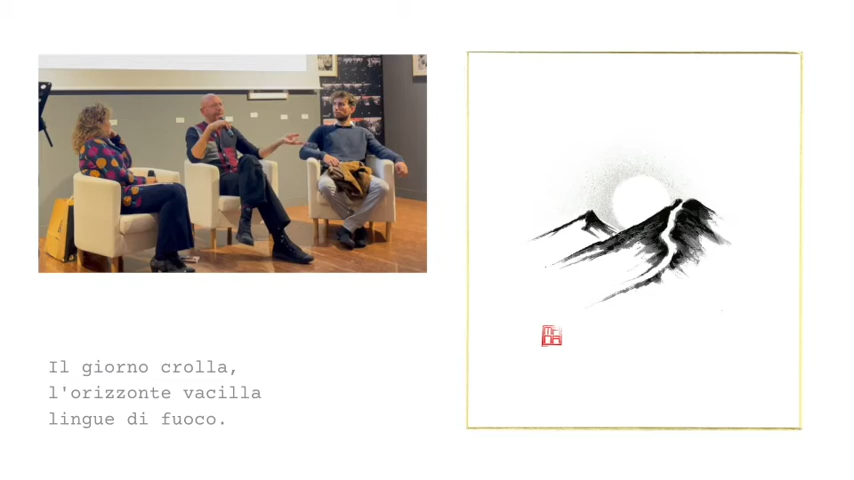 Il giorno crolla,
l'orizzonte vacilla
lingue di fuoco.